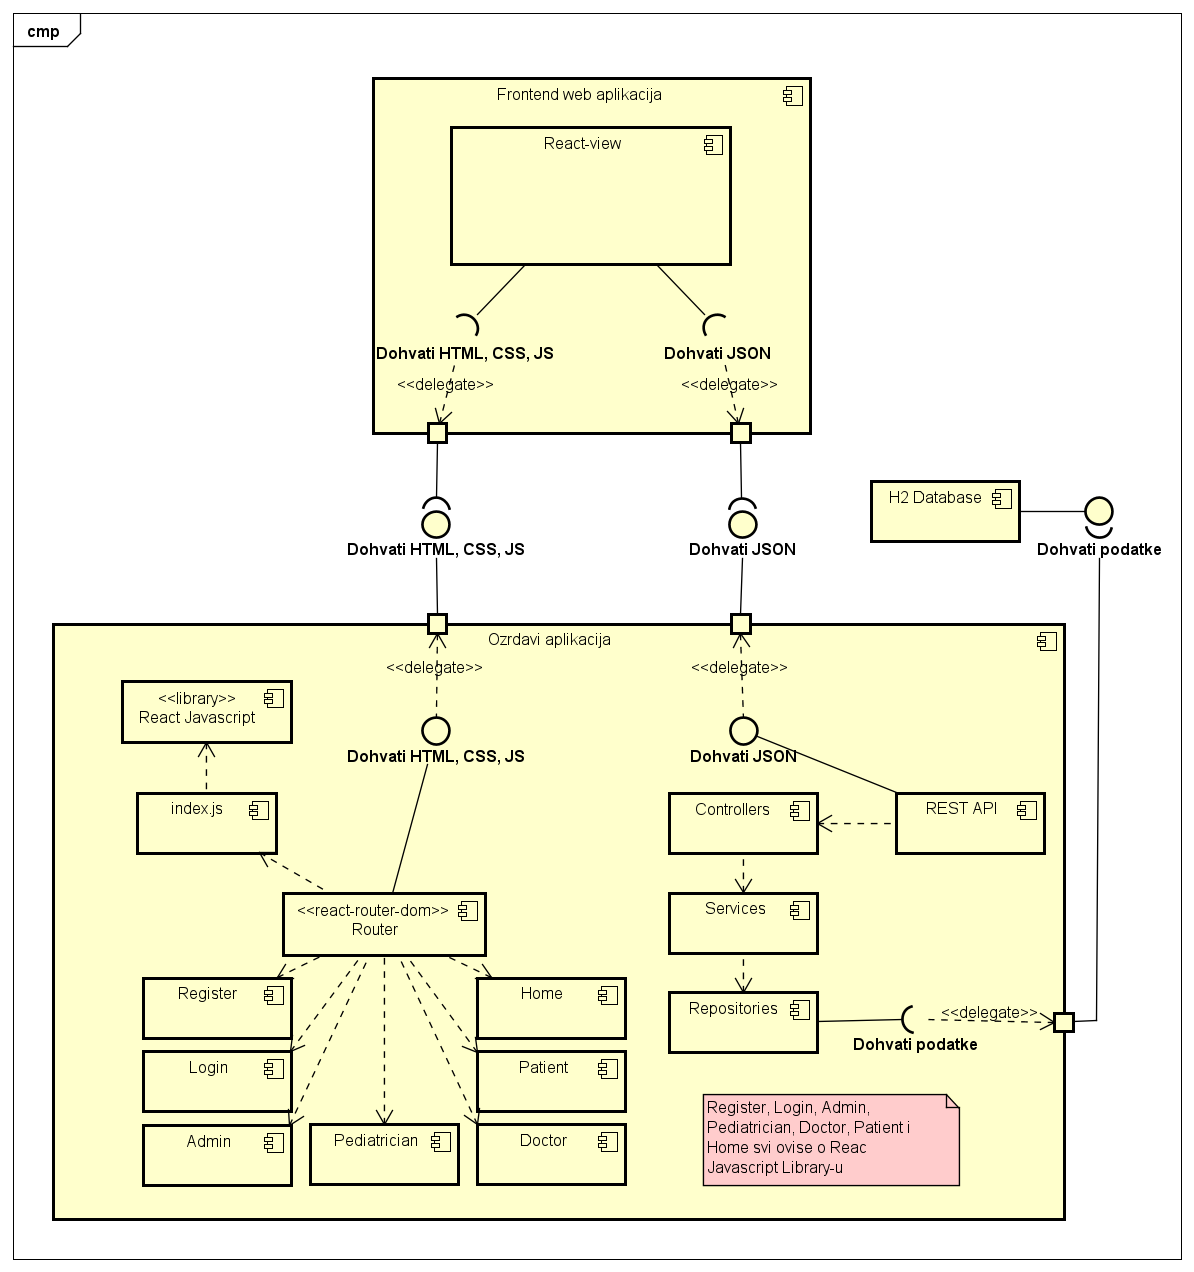 cmp
Frontend web aplikacija
React-view
Dohvati HTML, CSS, JS
Dohvati JSON
<<delegate>>
<<delegate>>
H2 Database
Dohvati HTML, CSS, JS
Dohvati JSON
Dohvati podatke
Ozrdavi aplikacija
<<delegate>>
<<delegate>>
<<library>>
React Javascript
Dohvati HTML, CSS, JS
Dohvati JSON
index.js
Controllers
REST API
<<react-router-dom>>
Router
Services
Register
Home
Repositories
<<delegate>>
Dohvati podatke
Login
Patient
Admin
Pediatrician
Doctor
Register, Login, Admin,
Pediatrician, Doctor, Patient i
Home svi ovise o Reac
Javascript Library-u